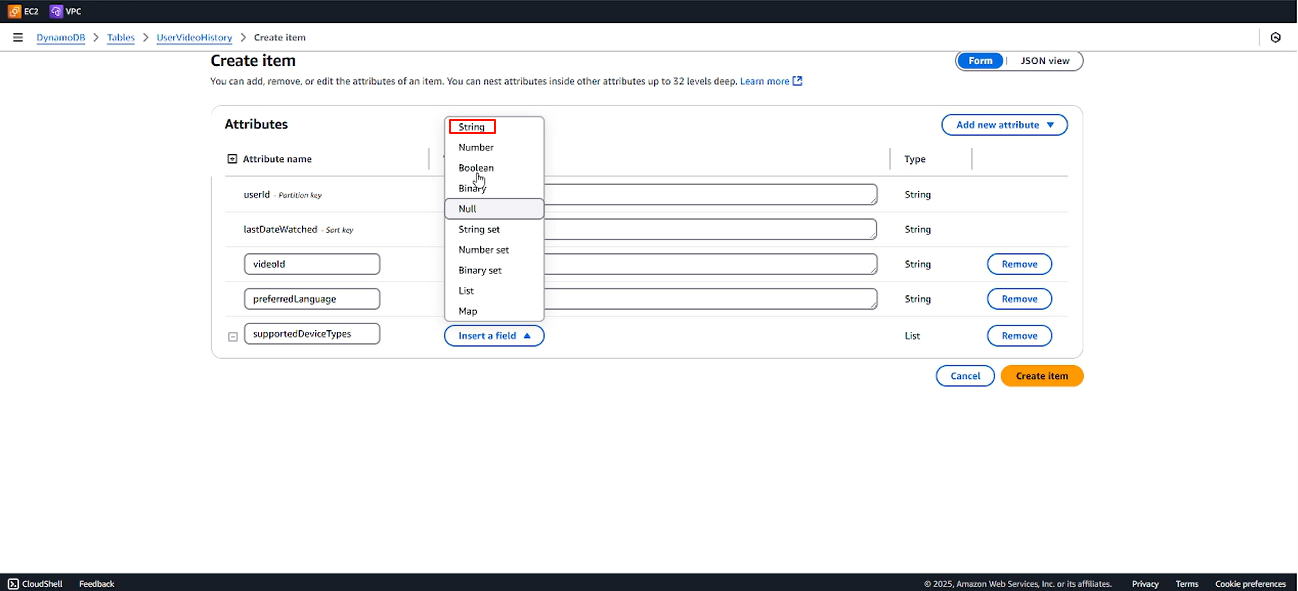 EC2 VPC
DynamoDB > Tables > UserVideoHistory > Create item
Create item
Form JSON view
You can add, remove, or edit the attributes of an item. You can nest attributes inside other attributes up to 32 levels deep. Learn more
Attributes
Add new attribute
Attribute name
Type
String
Number
Boolean
Binary
Null
String set
Number set
Binary set
List
Map
userId - Partition key String
lastDateWatched - Sort key String
videoId String Remove
preferredLanguage String Remove
supportedDeviceTypes Insert a field List Remove
Cancel Create item
CloudShell Feedback © 2025, Amazon Web Services, Inc. or its affiliates. Privacy Terms Cookie preferences